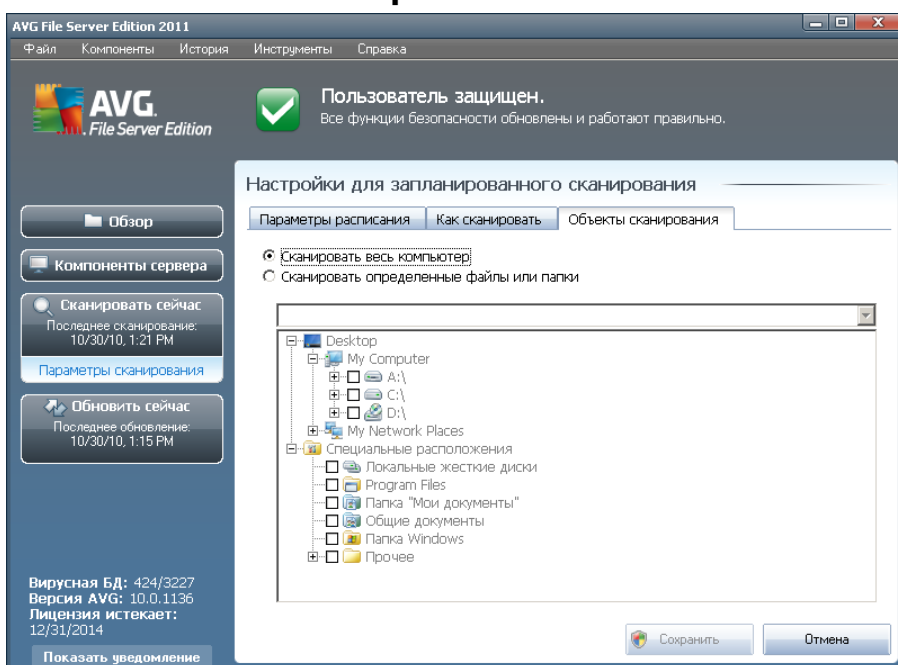 AVG File Server Edition 2011
Файл Компоненты История Инструменты Справка
AVG.
File Server Edition
Пользователь защищен.
Все функции безопасности обновлены и работают правильно.
Обзор
Компоненты сервера
Сканировать сейчас
Последнее сканирование:
10/30/10, 1:21 PM
Параметры сканирования
Обновить сейчас
Последнее обновление:
10/30/10, 1:15 PM
Вирусная БД: 424/3227
Версия AVG: 10.0.1136
Лицензия истекает:
12/31/2014
Показать уведомление
Настройки для запланированного сканирования
Параметры расписания Как сканировать Объекты сканирования
Сканировать весь компьютер
Сканировать определенные файлы или папки
Desktop
My Computer
A:\
C:\
D:\
My Network Places
Специальные расположения
Локальные жесткие диски
Program Files
Папка "Мои документы"
Общие документы
Папка Windows
Прочее
Сохранить Отмена